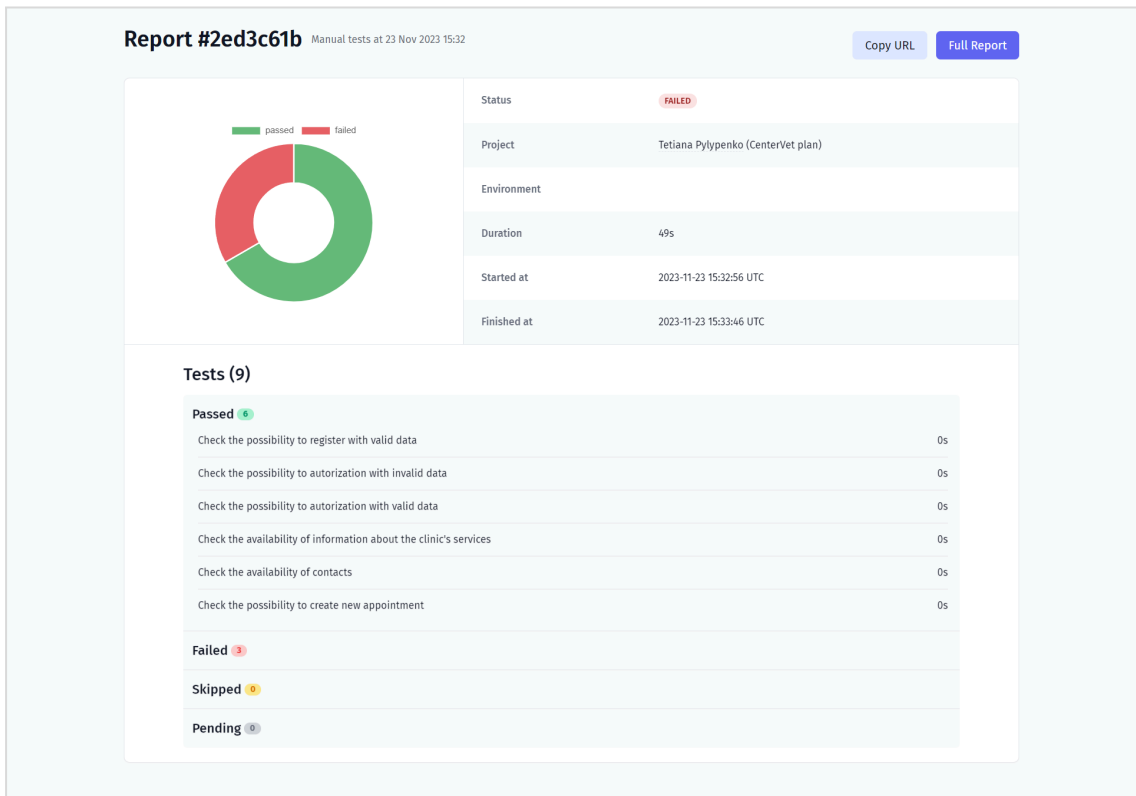 Report #2ed3c61b Manual tests at 23 Nov 2023 15:32
Copy URL Full Report
passed failed
Status FAILED
Project Tetiana Pylypenko (CenterVet plan)
Environment
Duration 49s
Started at 2023-11-23 15:32:56 UTC
Finished at 2023-11-23 15:33:46 UTC
Tests (9)
Passed 6
Check the possibility to register with valid data 0s
Check the possibility to autorization with invalid data 0s
Check the possibility to autorization with valid data 0s
Check the availability of information about the clinic's services 0s
Check the availability of contacts 0s
Check the possibility to create new appointment 0s
Failed 3
Skipped 0
Pending 0